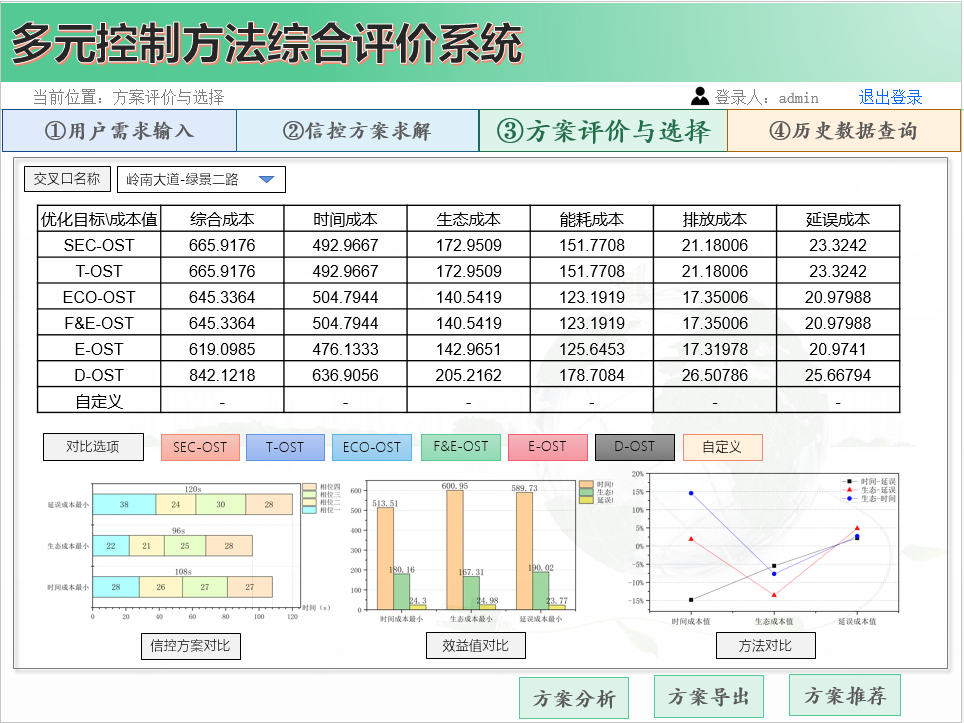 多元控制方法综合评价系统
当前位置：方案评价与选择 登录人：admin 退出登录
①用户需求输入 ②信控方案求解 ③方案评价与选择 ④历史数据查询
交叉口名称 岭南大道-绿景二路
优化目标\成本值 综合成本 时间成本 生态成本 能耗成本 排放成本 延误成本
SEC-OST 665.9176 492.9667 172.9509 151.7708 21.18006 23.3242
T-OST 665.9176 492.9667 172.9509 151.7708 21.18006 23.3242
ECO-OST 645.3364 504.7944 140.5419 123.1919 17.35006 20.97988
F&E-OST 645.3364 504.7944 140.5419 123.1919 17.35006 20.97988
E-OST 619.0985 476.1333 142.9651 125.6453 17.31978 20.9741
D-OST 842.1218 636.9056 205.2162 178.7084 26.50786 25.66794
自定义 - - - - - -
对比选项 SEC-OST T-OST ECO-OST F&E-OST E-OST D-OST 自定义
120s
延误成本最小 38 24 30 28
96s
生态成本最小 22 21 25 28
108s
时间成本最小 28 26 27 27
0 20 40 60 80 100 120 时间（s）
相位四
相位三
相位二
相位一
信控方案对比
600
500
400
300
200
100
0
513.51 180.16 24.3
600.95 167.31 24.98
589.73 190.02 23.77
时间成本最小 生态成本最小 延误成本最小
时间
生态
延误
效益值对比
20%
15%
10%
5%
0%
-5%
-10%
-15%
时间-延误
生态-延误
生态-时间
时间成本值 生态成本值 延误成本值
方法对比
方案分析 方案导出 方案推荐